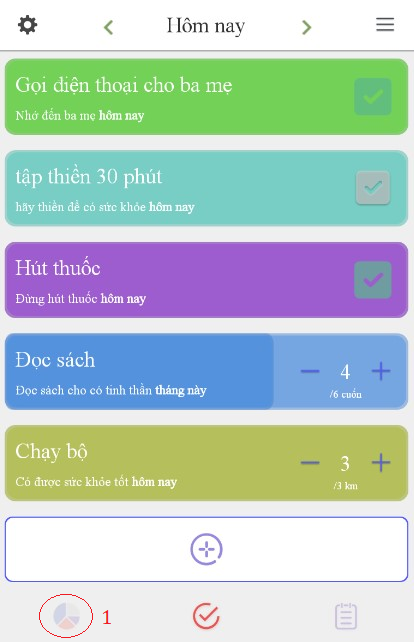 Hôm nay
Gọi điện thoại cho ba mẹ
Nhớ đến ba mẹ hôm nay
tập thiền 30 phút
hãy thiền để có sức khỏe hôm nay
Hút thuốc
Đừng hút thuốc hôm nay
Đọc sách
Đọc sách cho có tinh thần tháng này
4
/6 cuốn
Chạy bộ
Có được sức khỏe tốt hôm nay
3
/3 km
1